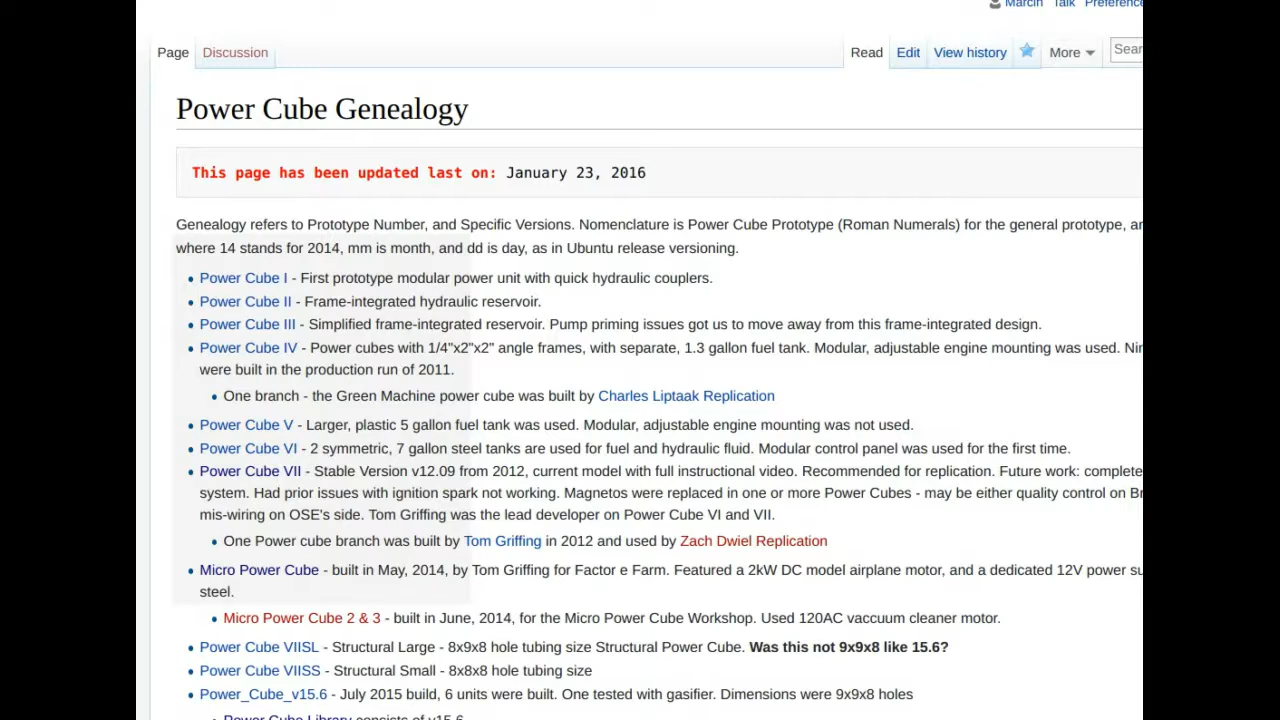 Marcin Talk Preference
Page Discussion Read Edit View history More Sear
Power Cube Genealogy
This page has been updated last on: January 23, 2016
Genealogy refers to Prototype Number, and Specific Versions. Nomenclature is Power Cube Prototype (Roman Numerals) for the general prototype, an
where 14 stands for 2014, mm is month, and dd is day, as in Ubuntu release versioning.
Power Cube I - First prototype modular power unit with quick hydraulic couplers.
Power Cube II - Frame-integrated hydraulic reservoir.
Power Cube III - Simplified frame-integrated reservoir. Pump priming issues got us to move away from this frame-integrated design.
Power Cube IV - Power cubes with 1/4"x2"x2" angle frames, with separate, 1.3 gallon fuel tank. Modular, adjustable engine mounting was used. Nin
were built in the production run of 2011.
One branch - the Green Machine power cube was built by Charles Liptaak Replication
Power Cube V - Larger, plastic 5 gallon fuel tank was used. Modular, adjustable engine mounting was not used.
Power Cube VI - 2 symmetric, 7 gallon steel tanks are used for fuel and hydraulic fluid. Modular control panel was used for the first time.
Power Cube VII - Stable Version v12.09 from 2012, current model with full instructional video. Recommended for replication. Future work: complete
system. Had prior issues with ignition spark not working. Magnetos were replaced in one or more Power Cubes - may be either quality control on Br
mis-wiring on OSE's side. Tom Griffing was the lead developer on Power Cube VI and VII.
One Power cube branch was built by Tom Griffing in 2012 and used by Zach Dwiel Replication
Micro Power Cube - built in May, 2014, by Tom Griffing for Factor e Farm. Featured a 2kW DC model airplane motor, and a dedicated 12V power su
steel.
Micro Power Cube 2 & 3 - built in June, 2014, for the Micro Power Cube Workshop. Used 120AC vaccuum cleaner motor.
Power Cube VIISL - Structural Large - 8x9x8 hole tubing size Structural Power Cube. Was this not 9x9x8 like 15.6?
Power Cube VIISS - Structural Small - 8x8x8 hole tubing size
Power_Cube_v15.6 - July 2015 build, 6 units were built. One tested with gasifier. Dimensions were 9x9x8 holes
Power Cube Library consists of v15.6